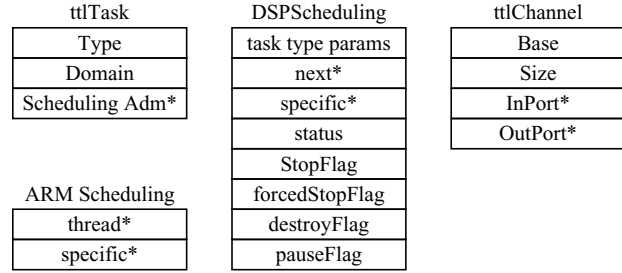 ttlTask
Type
Domain
Scheduling Adm*
ARM Scheduling
thread*
specific*
DSPScheduling
task type params
next*
specific*
status
StopFlag
forcedStopFlag
destroyFlag
pauseFlag
ttlChannel
Base
Size
InPort*
OutPort*